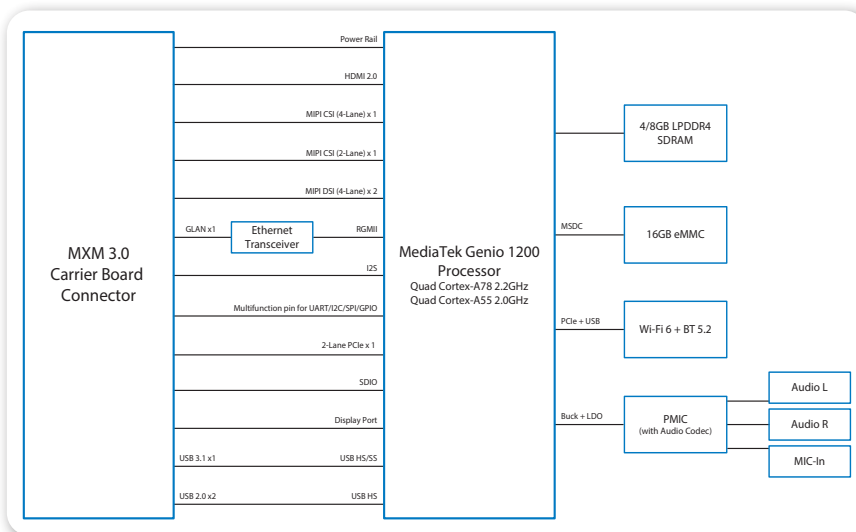 Power Rail
HDMI 2.0
MIPI CSI (4-Lane) x 1
MIPI CSI (2-Lane) x 1
MIPI DSI (4-Lane) x 2
GLAN x1
Ethernet
Transceiver
RGMII
I2S
Multifunction pin for UART/I2C/SPI/GPIO
2-Lane PCIe x 1
SDIO
Display Port
USB 3.1 x1
USB HS/SS
USB 2.0 x2
USB HS
MXM 3.0
Carrier Board
Connector
MediaTek Genio 1200
Processor
Quad Cortex-A78 2.2GHz
Quad Cortex-A55 2.0GHz
4/8GB LPDDR4
SDRAM
MSDC
16GB eMMC
PCIe + USB
Wi-Fi 6 + BT 5.2
Buck + LDO
PMIC
(with Audio Codec)
Audio L
Audio R
MIC-In